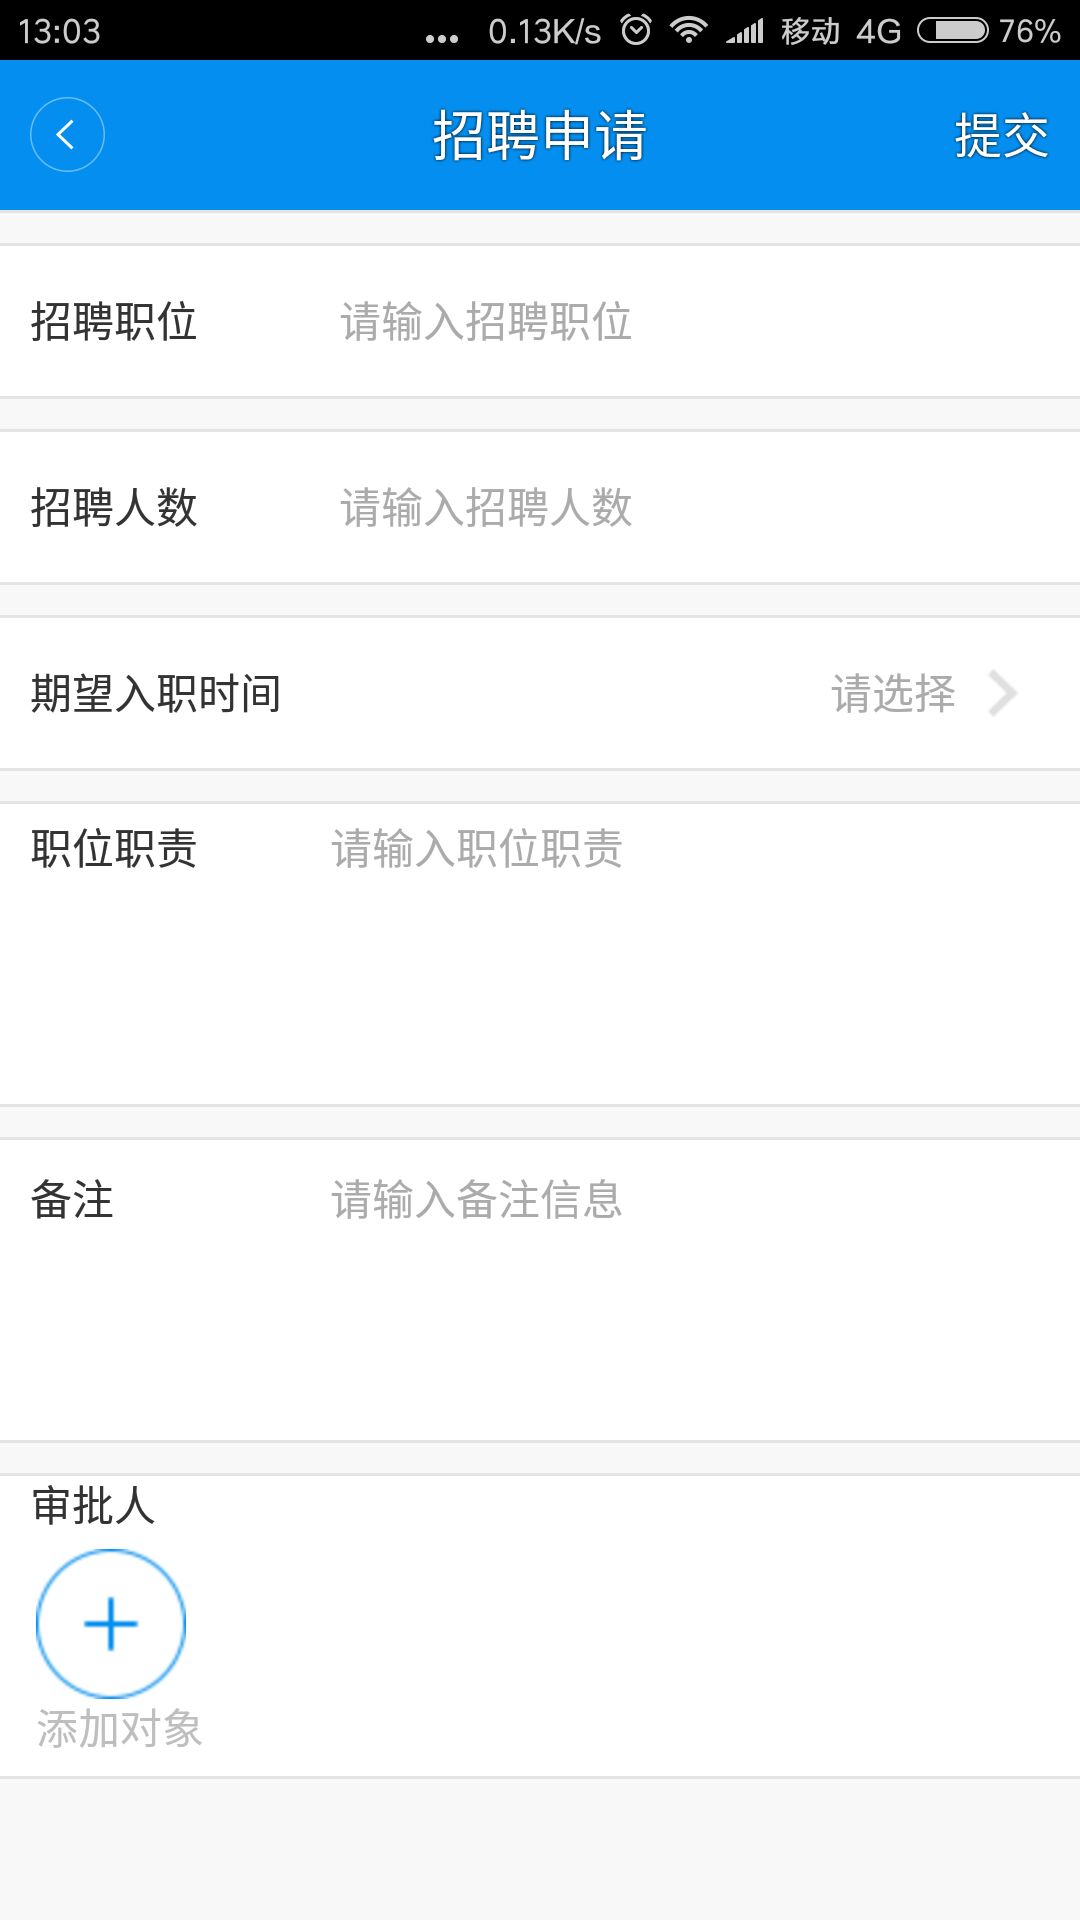 13:03 ... 0.13K/s 移动 4G 76%
招聘申请 提交
招聘职位 请输入招聘职位
招聘人数 请输入招聘人数
期望入职时间 请选择
职位职责 请输入职位职责
备注 请输入备注信息
审批人
添加对象